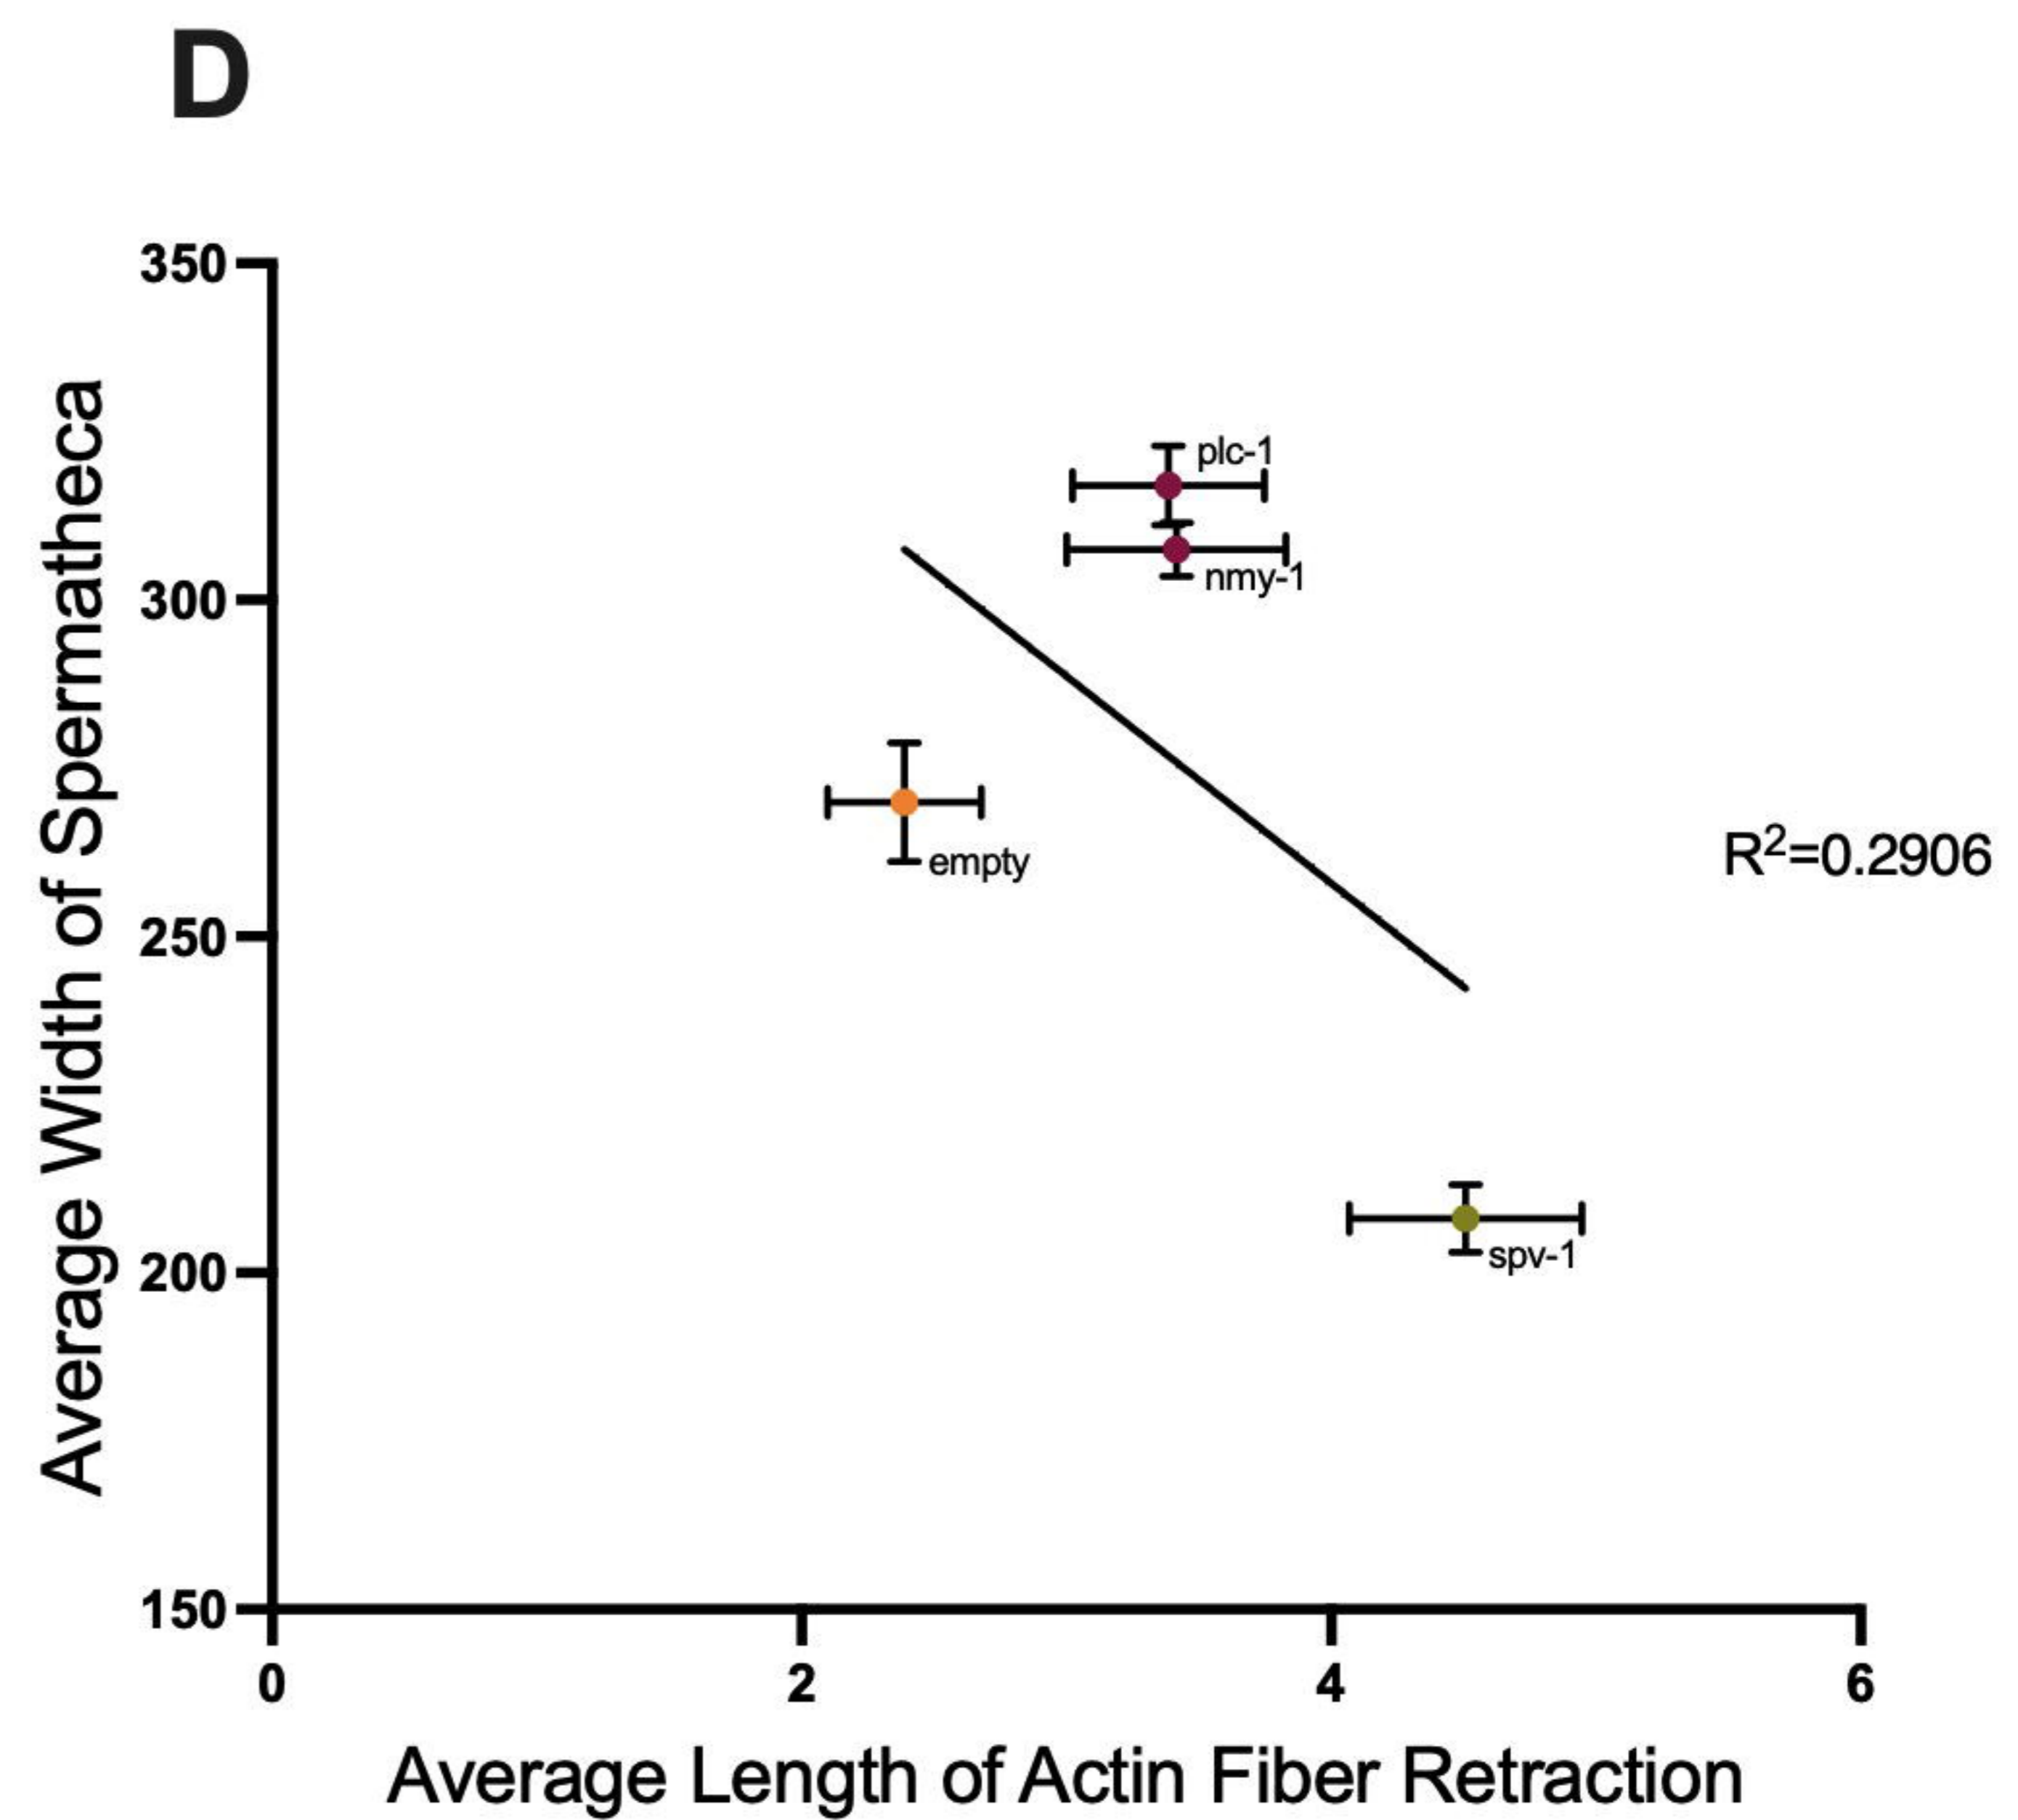 D
350
300
250
200
150
Average Width of Spermatheca
plc-1
nmy-1
empty
R²=0.2906
spv-1
0 2 4 6
Average Length of Actin Fiber Retraction